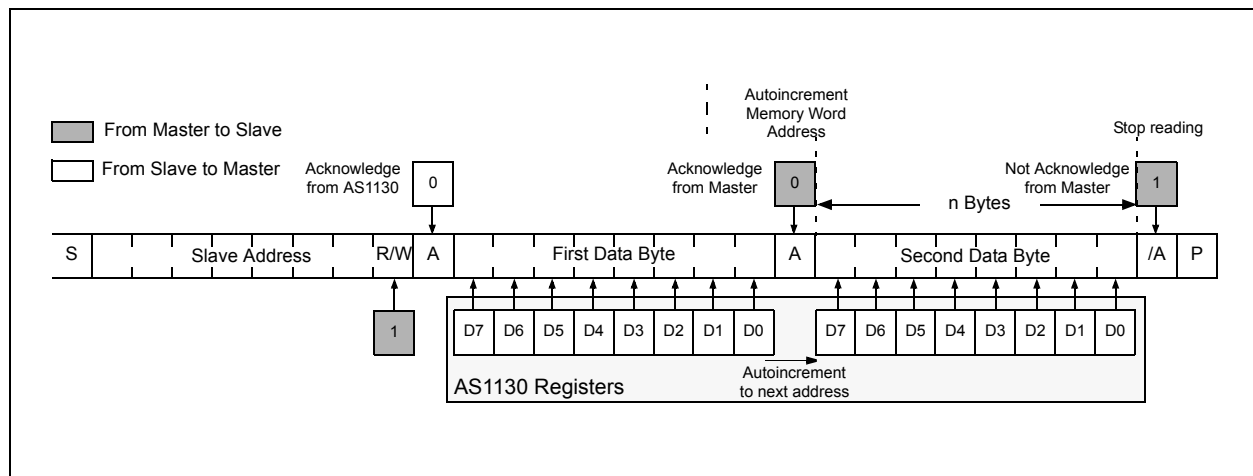 Autoincrement
Memory Word
Address
Stop reading
From Master to Slave
From Slave to Master
Acknowledge
from AS1130
0
Acknowledge
from Master
0
Not Acknowledge
from Master
1
n Bytes
S Slave Address R/W A First Data Byte A Second Data Byte /A P
1
D7 D6 D5 D4 D3 D2 D1 D0 D7 D6 D5 D4 D3 D2 D1 D0
Autoincrement
to next address
AS1130 Registers